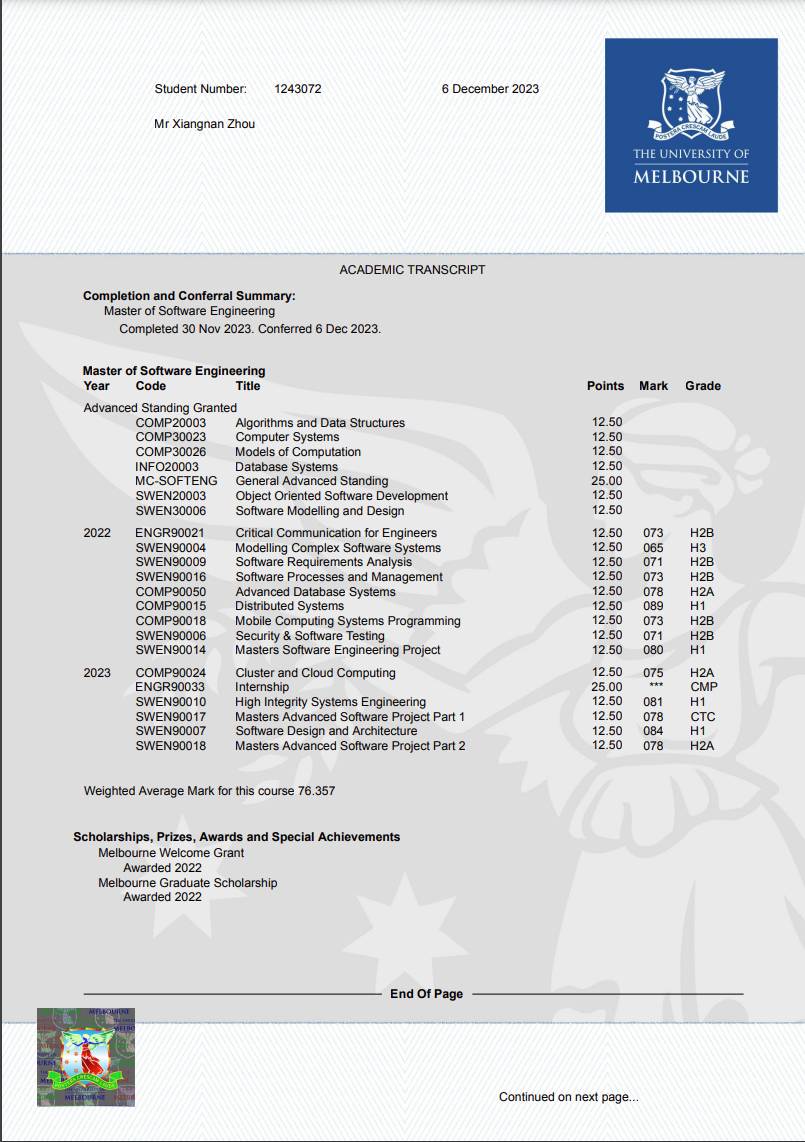 Student Number: 1243072 6 December 2023
Mr Xiangnan Zhou
POSTERA CRESCAM LAUDE
THE UNIVERSITY OF
MELBOURNE
ACADEMIC TRANSCRIPT
Completion and Conferral Summary:
Master of Software Engineering
Completed 30 Nov 2023. Conferred 6 Dec 2023.
Master of Software Engineering
Year Code Title Points Mark Grade
Advanced Standing Granted
COMP20003 Algorithms and Data Structures 12.50
COMP30023 Computer Systems 12.50
COMP30026 Models of Computation 12.50
INFO20003 Database Systems 12.50
MC-SOFTENG General Advanced Standing 25.00
SWEN20003 Object Oriented Software Development 12.50
SWEN30006 Software Modelling and Design 12.50
2022 ENGR90021 Critical Communication for Engineers 12.50 073 H2B
SWEN90004 Modelling Complex Software Systems 12.50 065 H3
SWEN90009 Software Requirements Analysis 12.50 071 H2B
SWEN90016 Software Processes and Management 12.50 073 H2B
COMP90050 Advanced Database Systems 12.50 078 H2A
COMP90015 Distributed Systems 12.50 089 H1
COMP90018 Mobile Computing Systems Programming 12.50 073 H2B
SWEN90006 Security & Software Testing 12.50 071 H2B
SWEN90014 Masters Software Engineering Project 12.50 080 H1
2023 COMP90024 Cluster and Cloud Computing 12.50 075 H2A
ENGR90033 Internship 25.00 *** CMP
SWEN90010 High Integrity Systems Engineering 12.50 081 H1
SWEN90017 Masters Advanced Software Project Part 1 12.50 078 CTC
SWEN90007 Software Design and Architecture 12.50 084 H1
SWEN90018 Masters Advanced Software Project Part 2 12.50 078 H2A
Weighted Average Mark for this course 76.357
Scholarships, Prizes, Awards and Special Achievements
Melbourne Welcome Grant
Awarded 2022
Melbourne Graduate Scholarship
Awarded 2022
End Of Page
MELBOURNE
POSTERA CRESCAM LAUDE
MELBOURNE
Continued on next page...